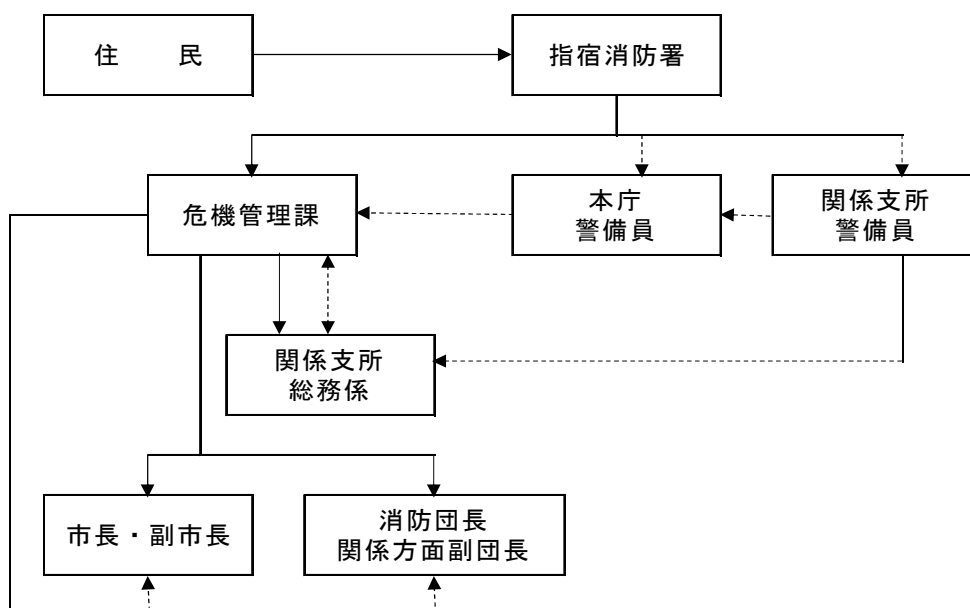 住　　民
指宿消防署
危機管理課
本庁
警備員
関係支所
警備員
関係支所
総務係
市長・副市長
消防団長
関係方面副団長